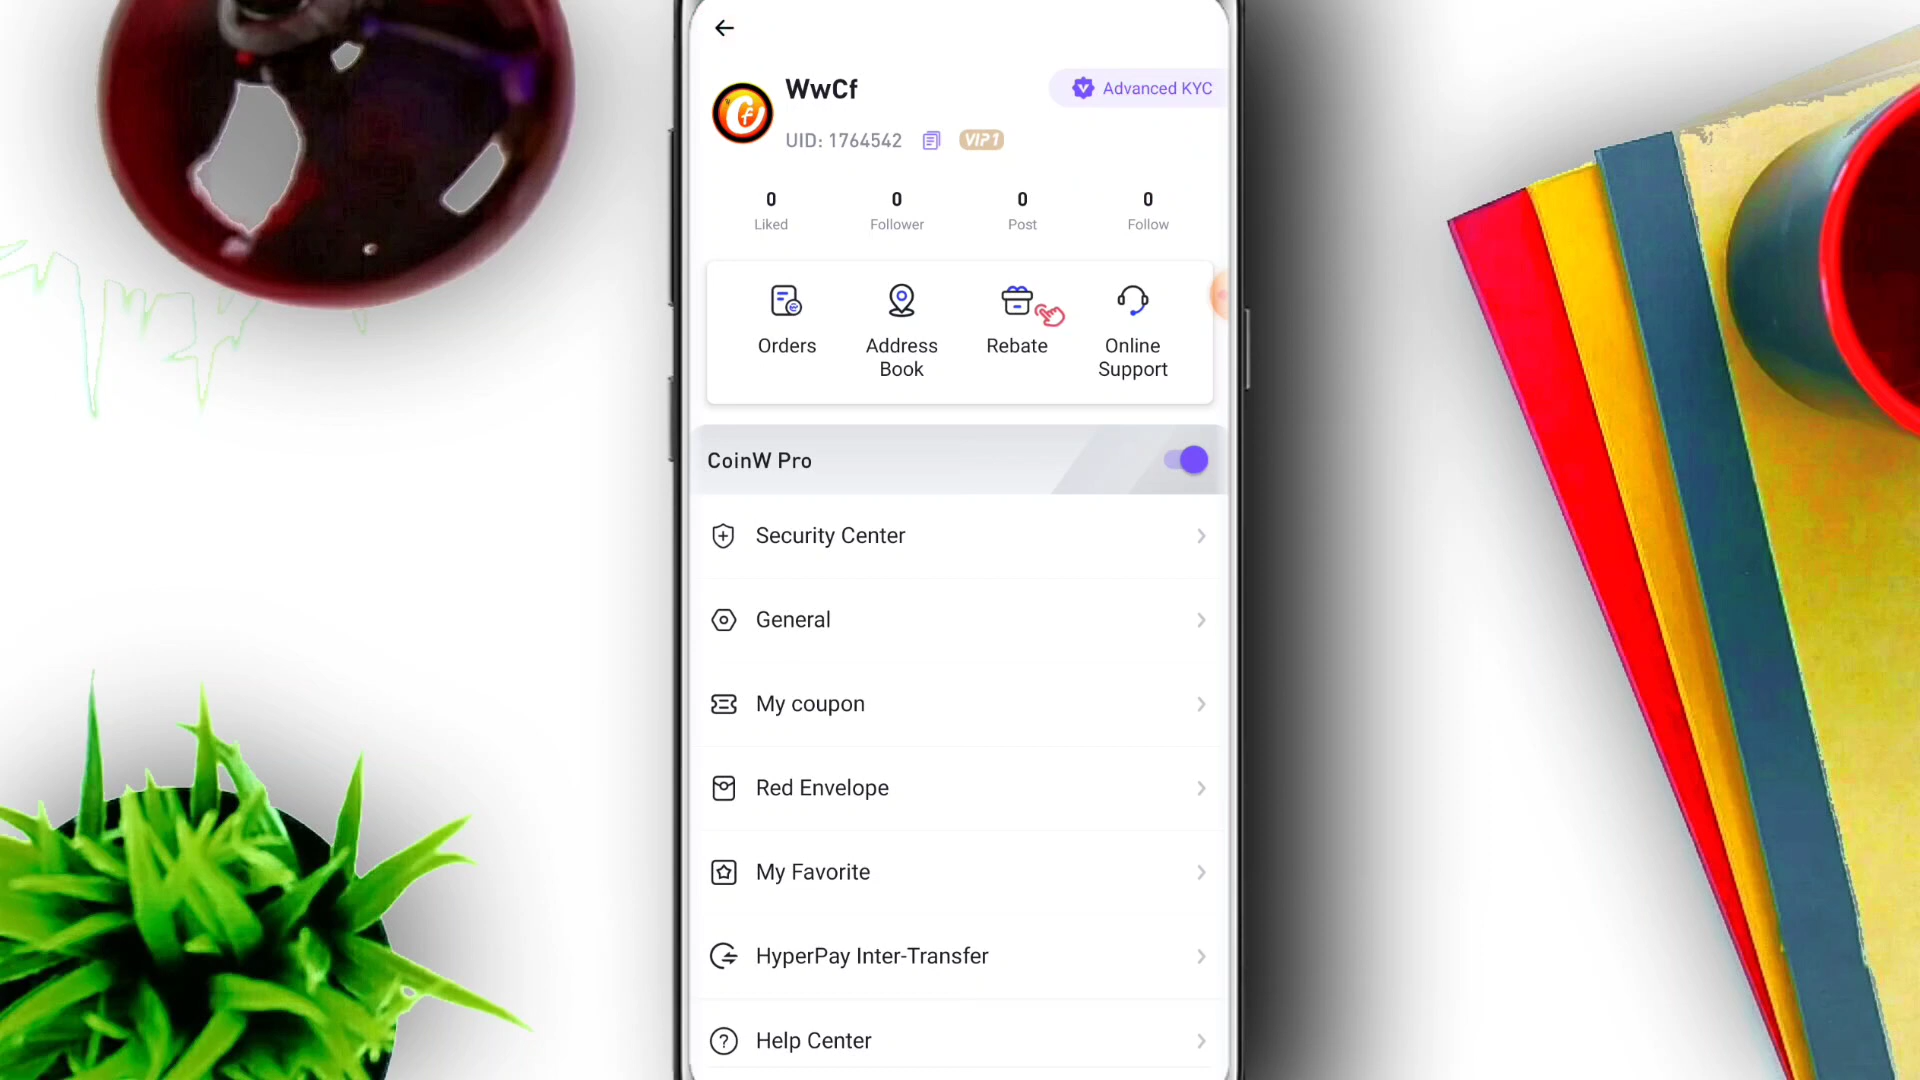 WwCf
Advanced KYC
UID: 1764542
VIP1
0 0 0 0
Liked Follower Post Follow
Orders
Address
Book
Rebate
Online
Support
CoinW Pro
Security Center
General
My coupon
Red Envelope
My Favorite
HyperPay Inter-Transfer
Help Center